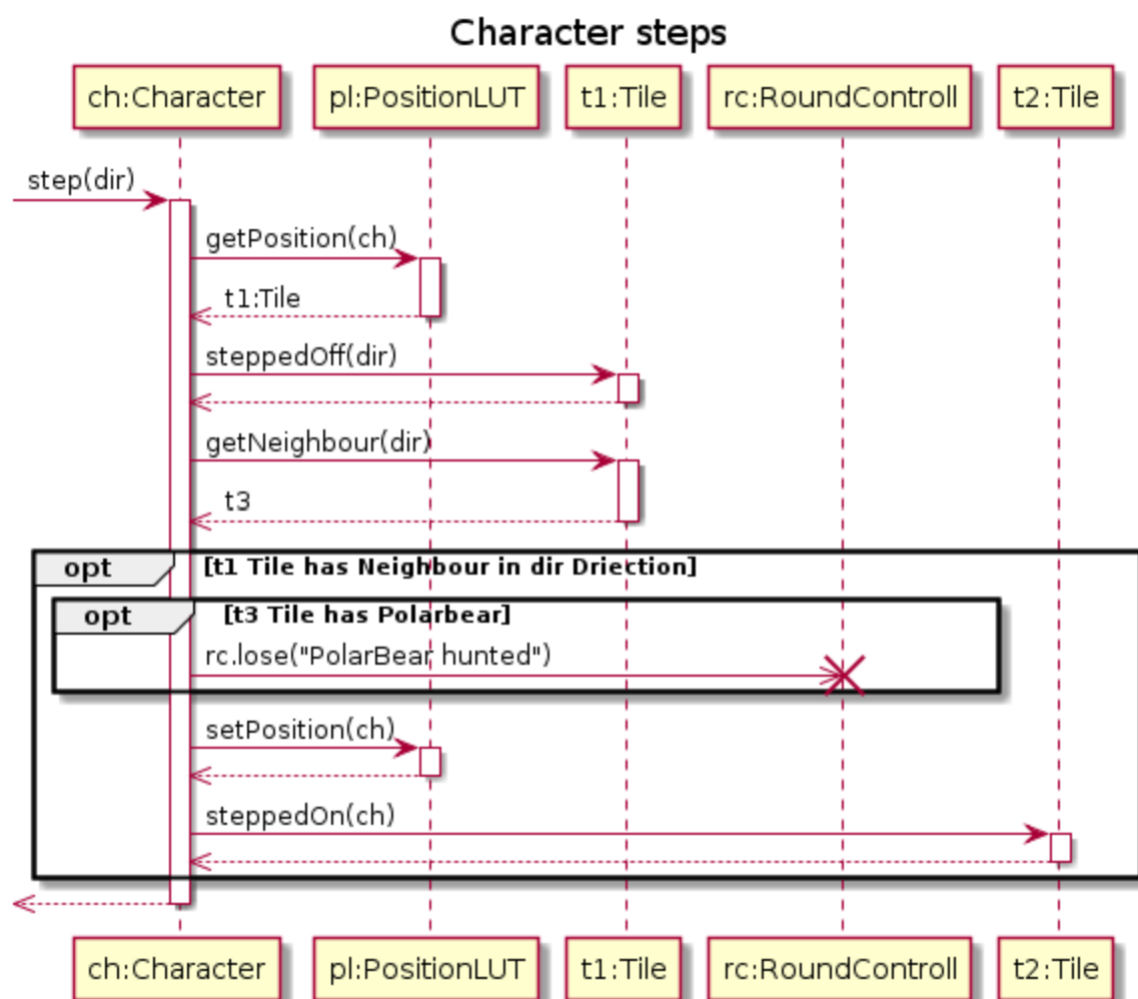 Character steps
ch:Character pl:PositionLUT t1:Tile rc:RoundControll t2:Tile
step(dir)
getPosition(ch)
t1:Tile
steppedOff(dir)
getNeighbour(dir)
t3
opt [t1 Tile has Neighbour in dir Driection]
opt [t3 Tile has Polarbear]
rc.lose("PolarBear hunted")
setPosition(ch)
steppedOn(ch)
ch:Character pl:PositionLUT t1:Tile rc:RoundControll t2:Tile